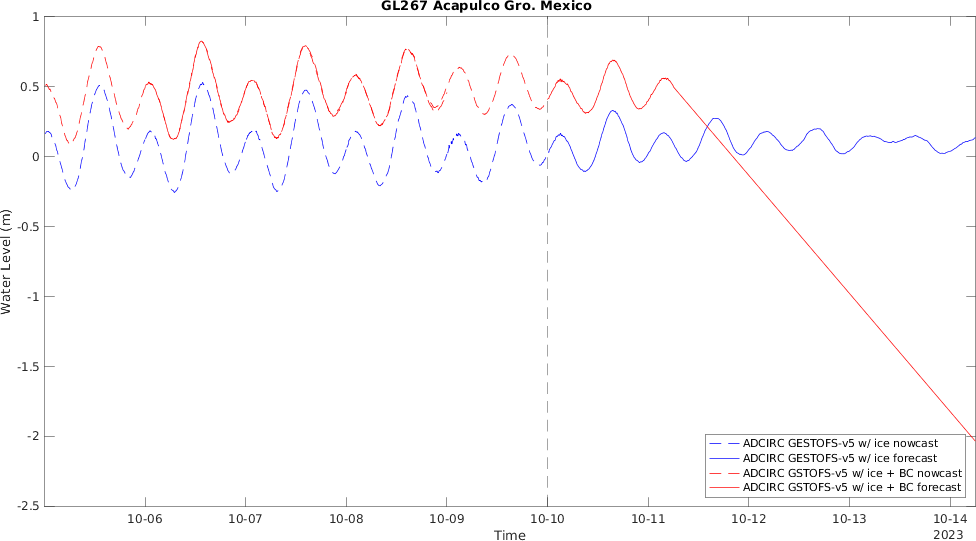 GL267 Acapulco Gro. Mexico
Water Level (m)
1
0.5
0
-0.5
-1
-1.5
-2
-2.5
10-06
10-07
10-08
10-09
10-10
10-11
10-12
10-13
10-14
2023
Time
ADCIRC GESTOFS-v5 w/ ice nowcast
ADCIRC GESTOFS-v5 w/ ice forecast
ADCIRC GSTOFS-v5 w/ ice + BC nowcast
ADCIRC GSTOFS-v5 w/ ice + BC forecast